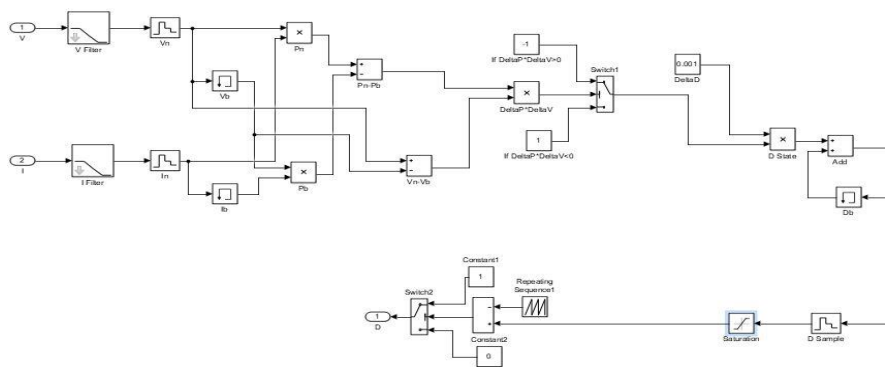 1
V
V Filter
Vn
×
Pn
+
−
Pn-Pb
Vb
-1
If DeltaP*DeltaV>0
Switch1
×
DeltaP*DeltaV
1
If DeltaP*DeltaV<0
0.001
DeltaD
×
D State
+
+
Add
Db
2
I
I Filter
In
Ib
×
Pb
+
−
Vn-Vb
Constant1
1
Switch2
1
D
−
+
Repeating
Sequence1
Constant2
0
Saturation
D Sample